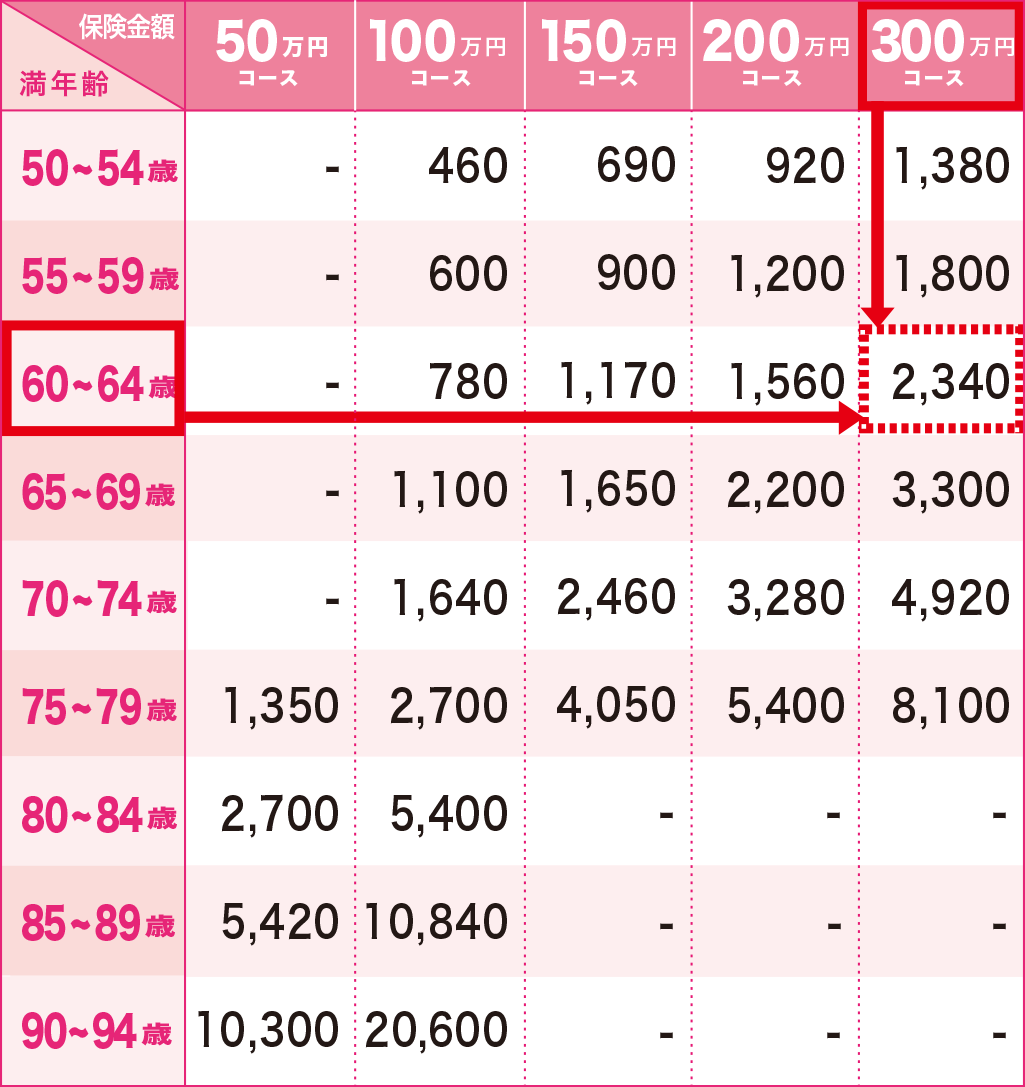 保険金額 50万円 100万円 150万円 200万円 300万円
満年齢 コース コース コース コース コース
50~54歳 - 460 690 920 1,380
55~59歳 - 600 900 1,200 1,800
60~64歳 - 780 1,170 1,560 2,340
65~69歳 - 1,100 1,650 2,200 3,300
70~74歳 - 1,640 2,460 3,280 4,920
75~79歳 1,350 2,700 4,050 5,400 8,100
80~84歳 2,700 5,400 - - -
85~89歳 5,420 10,840 - - -
90~94歳 10,300 20,600 - - -